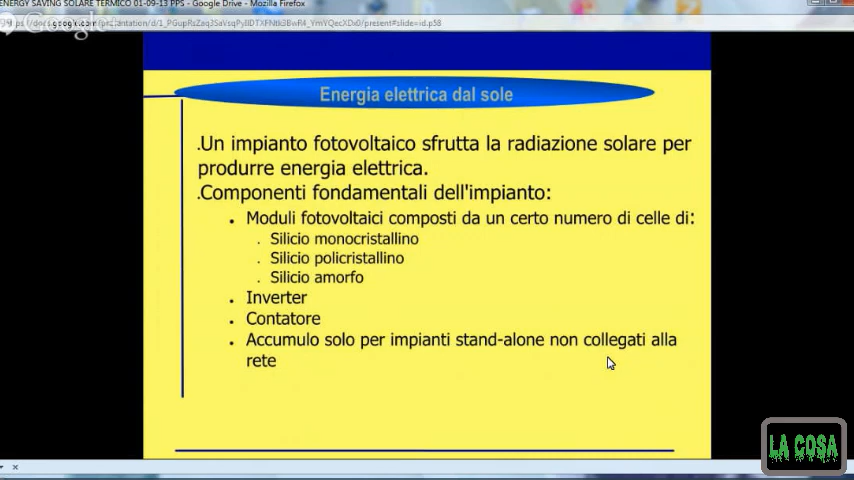 ENERGY SAVING SOLARE TERMICO 01-09-13 PPS - Google Drive - Mozilla Firefox
Google
Energia elettrica dal sole
.Un impianto fotovoltaico sfrutta la radiazione solare per
produrre energia elettrica.
.Componenti fondamentali dell'impianto:
• Moduli fotovoltaici composti da un certo numero di celle di:
. Silicio monocristallino
. Silicio policristallino
. Silicio amorfo
• Inverter
• Contatore
• Accumulo solo per impianti stand-alone non collegati alla
rete
LA COSA